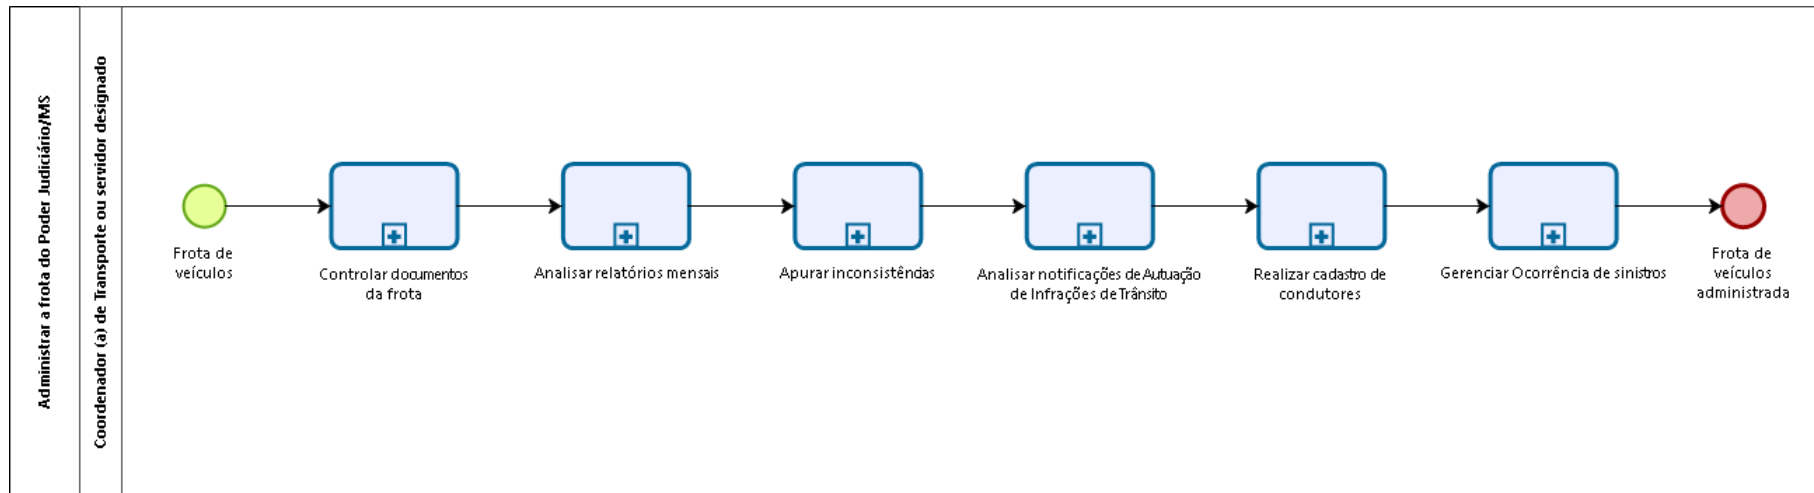 Administrar a frota do Poder Judiciário/MS
Coordenador (a) de Transporte ou servidor designado
Frota de
veículos
Controlar documentos
da frota
Analisar relatórios mensais
Apurar inconsistências
Analisar notificações de Autuação
de Infrações de Trânsito
Realizar cadastro de
condutores
Gerenciar Ocorrência de sinistros
Frota de
veículos
administrada